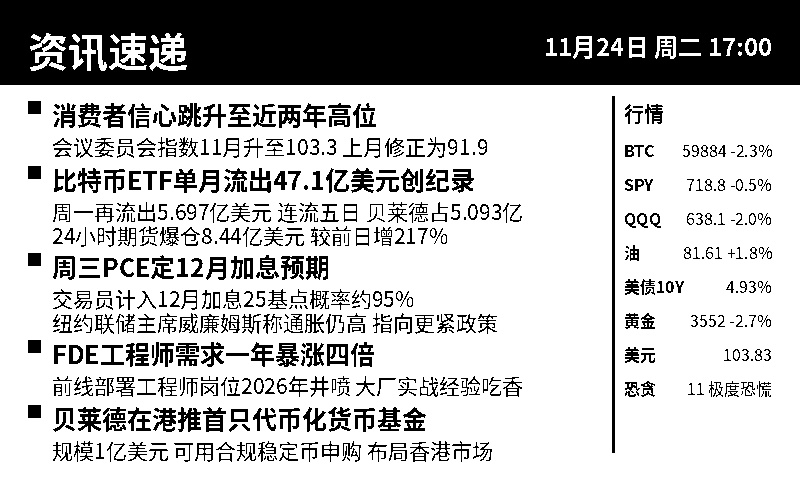 资讯速递
11月24日 周二 17:00
消费者信心跳升至近两年高位
会议委员会指数11月升至103.3 上月修正为91.9
比特币ETF单月流出47.1亿美元创纪录
周一再流出5.697亿美元 连流五日 贝莱德占5.093亿
24小时期货爆仓8.44亿美元 较前日增217%
周三PCE定12月加息预期
交易员计入12月加息25基点概率约95%
纽约联储主席威廉姆斯称通胀仍高 指向更紧政策
FDE工程师需求一年暴涨四倍
前线部署工程师岗位2026年井喷 大厂实战经验吃香
贝莱德在港推首只代币化货币基金
规模1亿美元 可用合规稳定币申购 布局香港市场
行情
BTC 59884 -2.3%
SPY 718.8 -0.5%
QQQ 638.1 -2.0%
油 81.61 +1.8%
美债10Y 4.93%
黄金 3552 -2.7%
美元 103.83
恐贪 11 极度恐慌